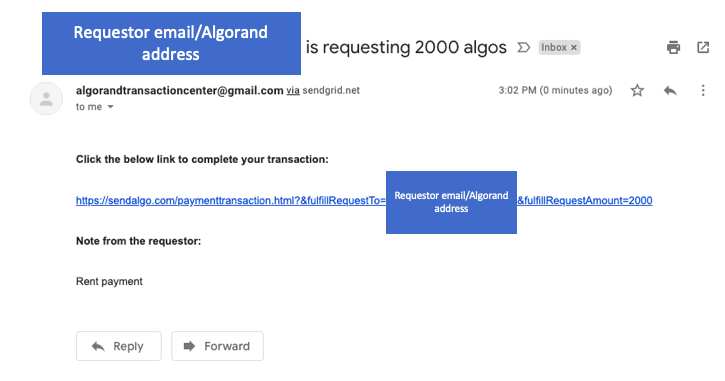 Requestor email/Algorand
address
is requesting 2000 algos
Inbox x
algorandtransactioncenter@gmail.com via sendgrid.net
3:02 PM (0 minutes ago)
to me
Click the below link to complete your transaction:
https://sendalgo.com/paymenttransaction.html?&fulfillRequestTo=
Requestor email/Algorand
address
&fulfillRequestAmount=2000
Note from the requestor:
Rent payment
Reply
Forward